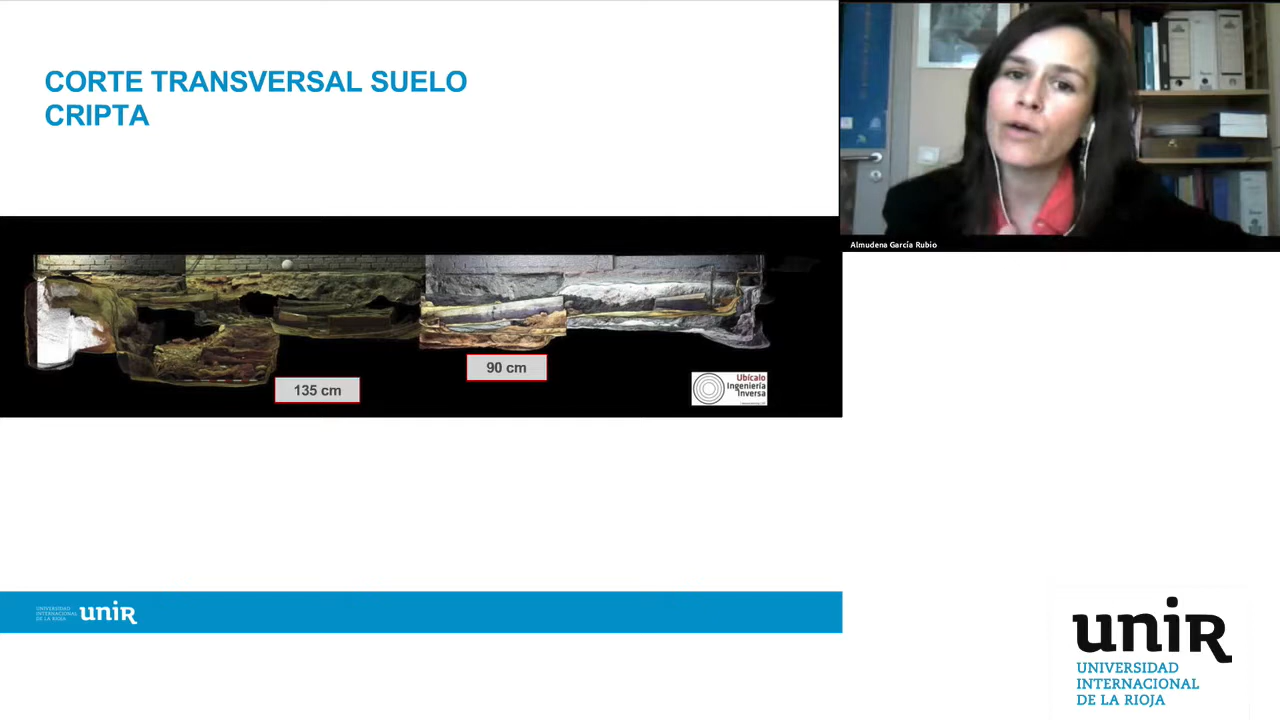 CORTE TRANSVERSAL SUELO
CRIPTA
Almudena García Rubio
135 cm
90 cm
Ubícalo
Ingeniería
Inversa
UNIVERSIDAD
INTERNACIONAL
DE LA RIOJA
unir
unir
UNIVERSIDAD
INTERNACIONAL
DE LA RIOJA